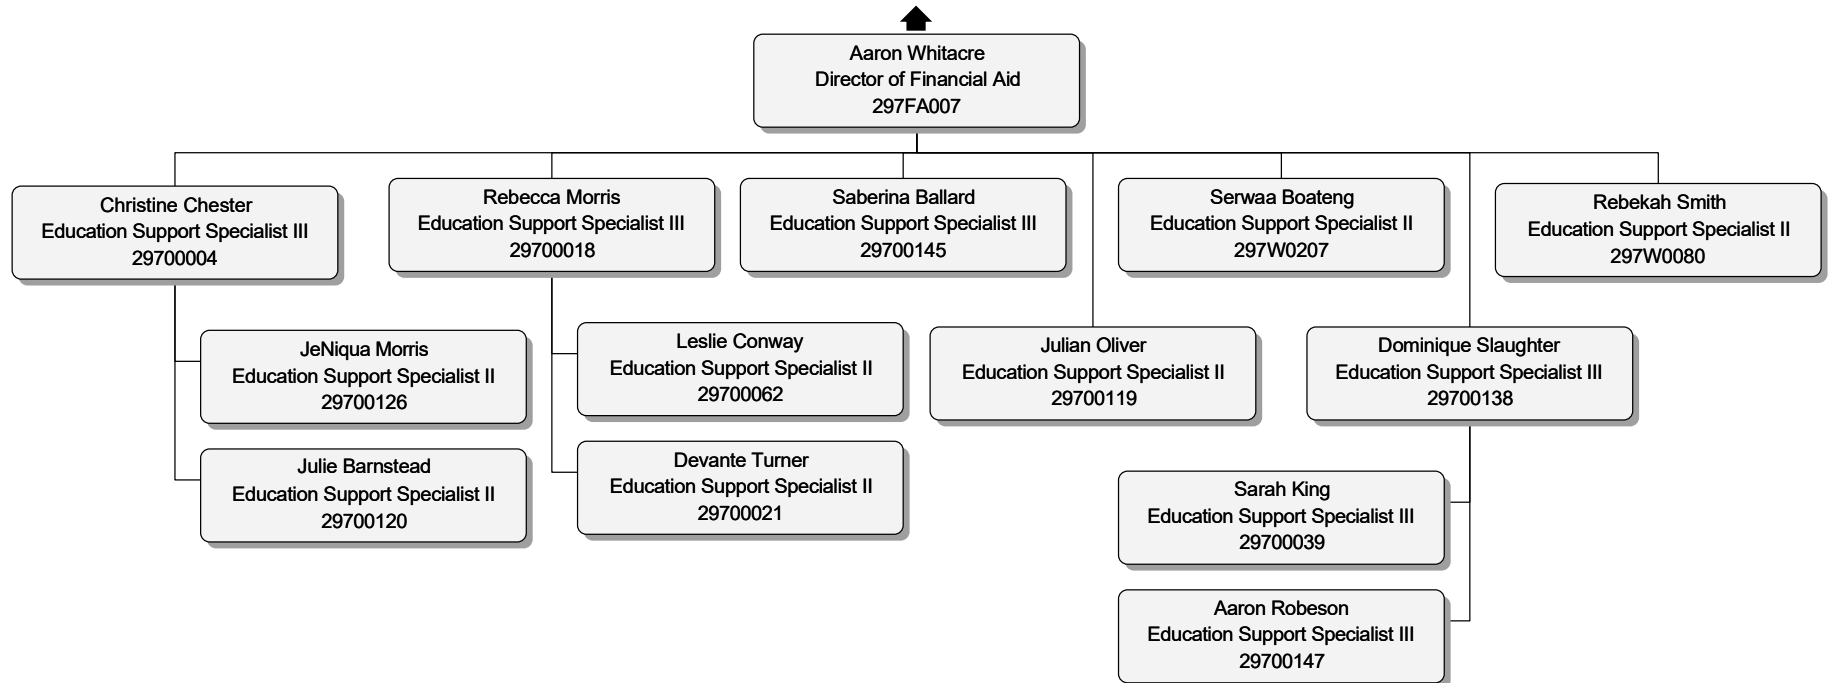 Aaron Whitacre
Director of Financial Aid
297FA007
Christine Chester
Education Support Specialist III
29700004
Rebecca Morris
Education Support Specialist III
29700018
Saberina Ballard
Education Support Specialist III
29700145
Serwaa Boateng
Education Support Specialist II
297W0207
Rebekah Smith
Education Support Specialist II
297W0080
JeNiqua Morris
Education Support Specialist II
29700126
Leslie Conway
Education Support Specialist II
29700062
Julian Oliver
Education Support Specialist II
29700119
Dominique Slaughter
Education Support Specialist III
29700138
Julie Barnstead
Education Support Specialist II
29700120
Devante Turner
Education Support Specialist II
29700021
Sarah King
Education Support Specialist III
29700039
Aaron Robeson
Education Support Specialist III
29700147